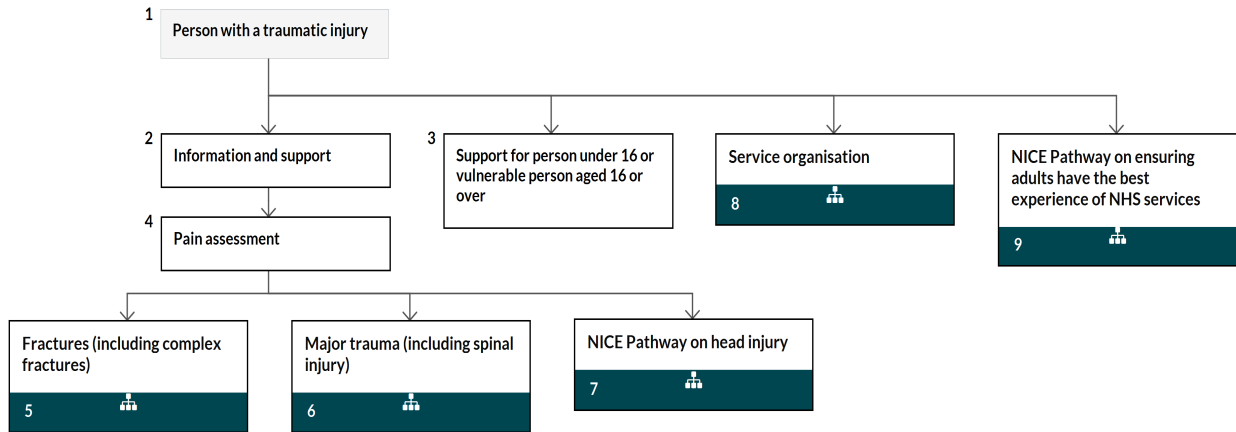 1
Person with a traumatic injury
2
Information and support
3
Support for person under 16 or
vulnerable person aged 16 or
over
Service organisation
8
NICE Pathway on ensuring
adults have the best
experience of NHS services
9
4
Pain assessment
Fractures (including complex
fractures)
5
Major trauma (including spinal
injury)
6
NICE Pathway on head injury
7